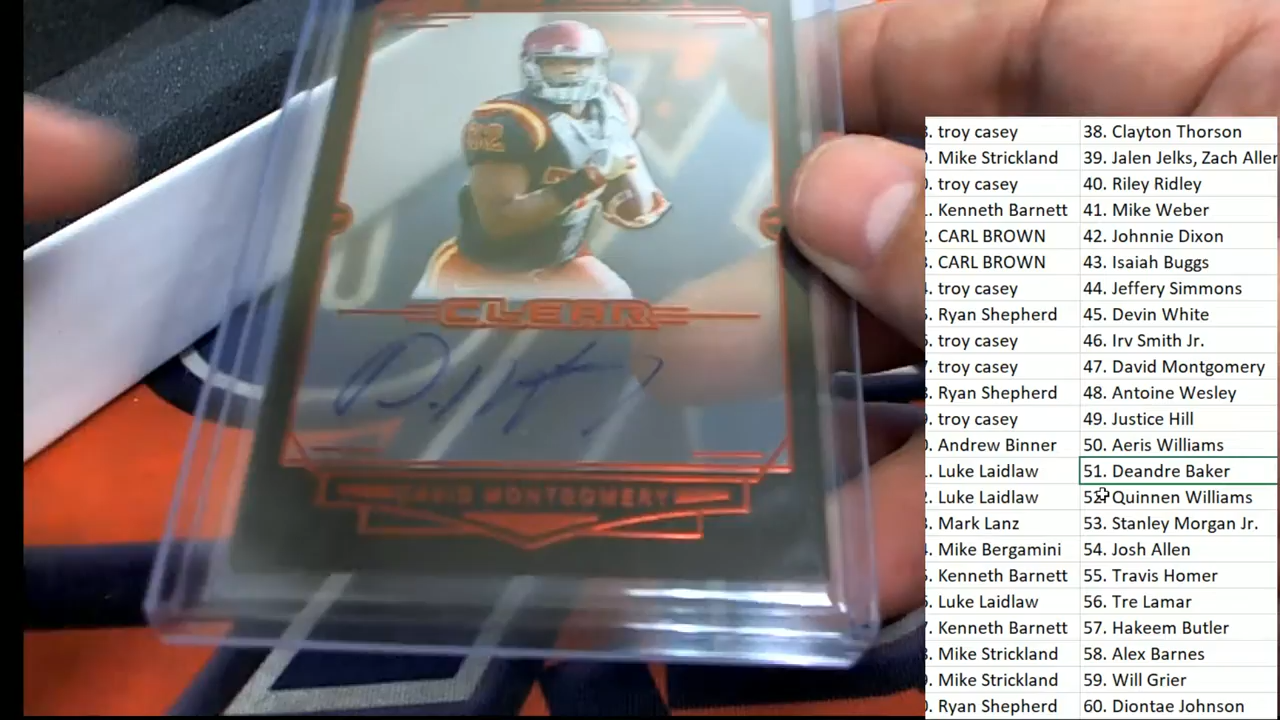 32
CLEAR
DAVID MONTGOMERY
troy casey 38. Clayton Thorson
Mike Strickland 39. Jalen Jelks, Zach Aller
troy casey 40. Riley Ridley
Kenneth Barnett 41. Mike Weber
CARL BROWN 42. Johnnie Dixon
CARL BROWN 43. Isaiah Buggs
troy casey 44. Jeffery Simmons
Ryan Shepherd 45. Devin White
troy casey 46. Irv Smith Jr.
troy casey 47. David Montgomery
Ryan Shepherd 48. Antoine Wesley
troy casey 49. Justice Hill
Andrew Binner 50. Aeris Williams
Luke Laidlaw 51. Deandre Baker
Luke Laidlaw 52. Quinnen Williams
Mark Lanz 53. Stanley Morgan Jr.
Mike Bergamini 54. Josh Allen
Kenneth Barnett 55. Travis Homer
Luke Laidlaw 56. Tre Lamar
Kenneth Barnett 57. Hakeem Butler
Mike Strickland 58. Alex Barnes
Mike Strickland 59. Will Grier
Ryan Shepherd 60. Diontae Johnson